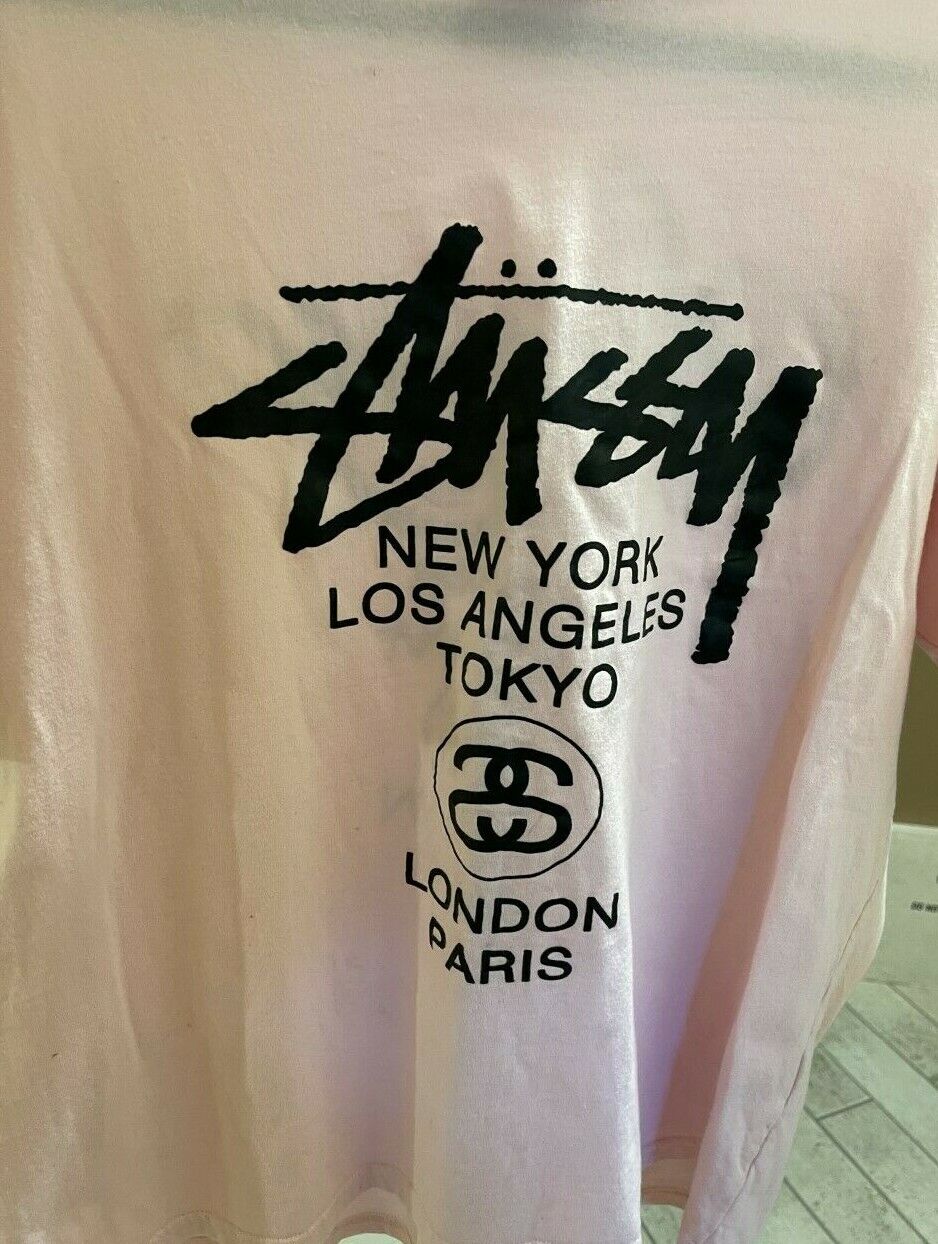 Stüssy
NEW YORK
LOS ANGELES
TOKYO
LONDON
PARIS